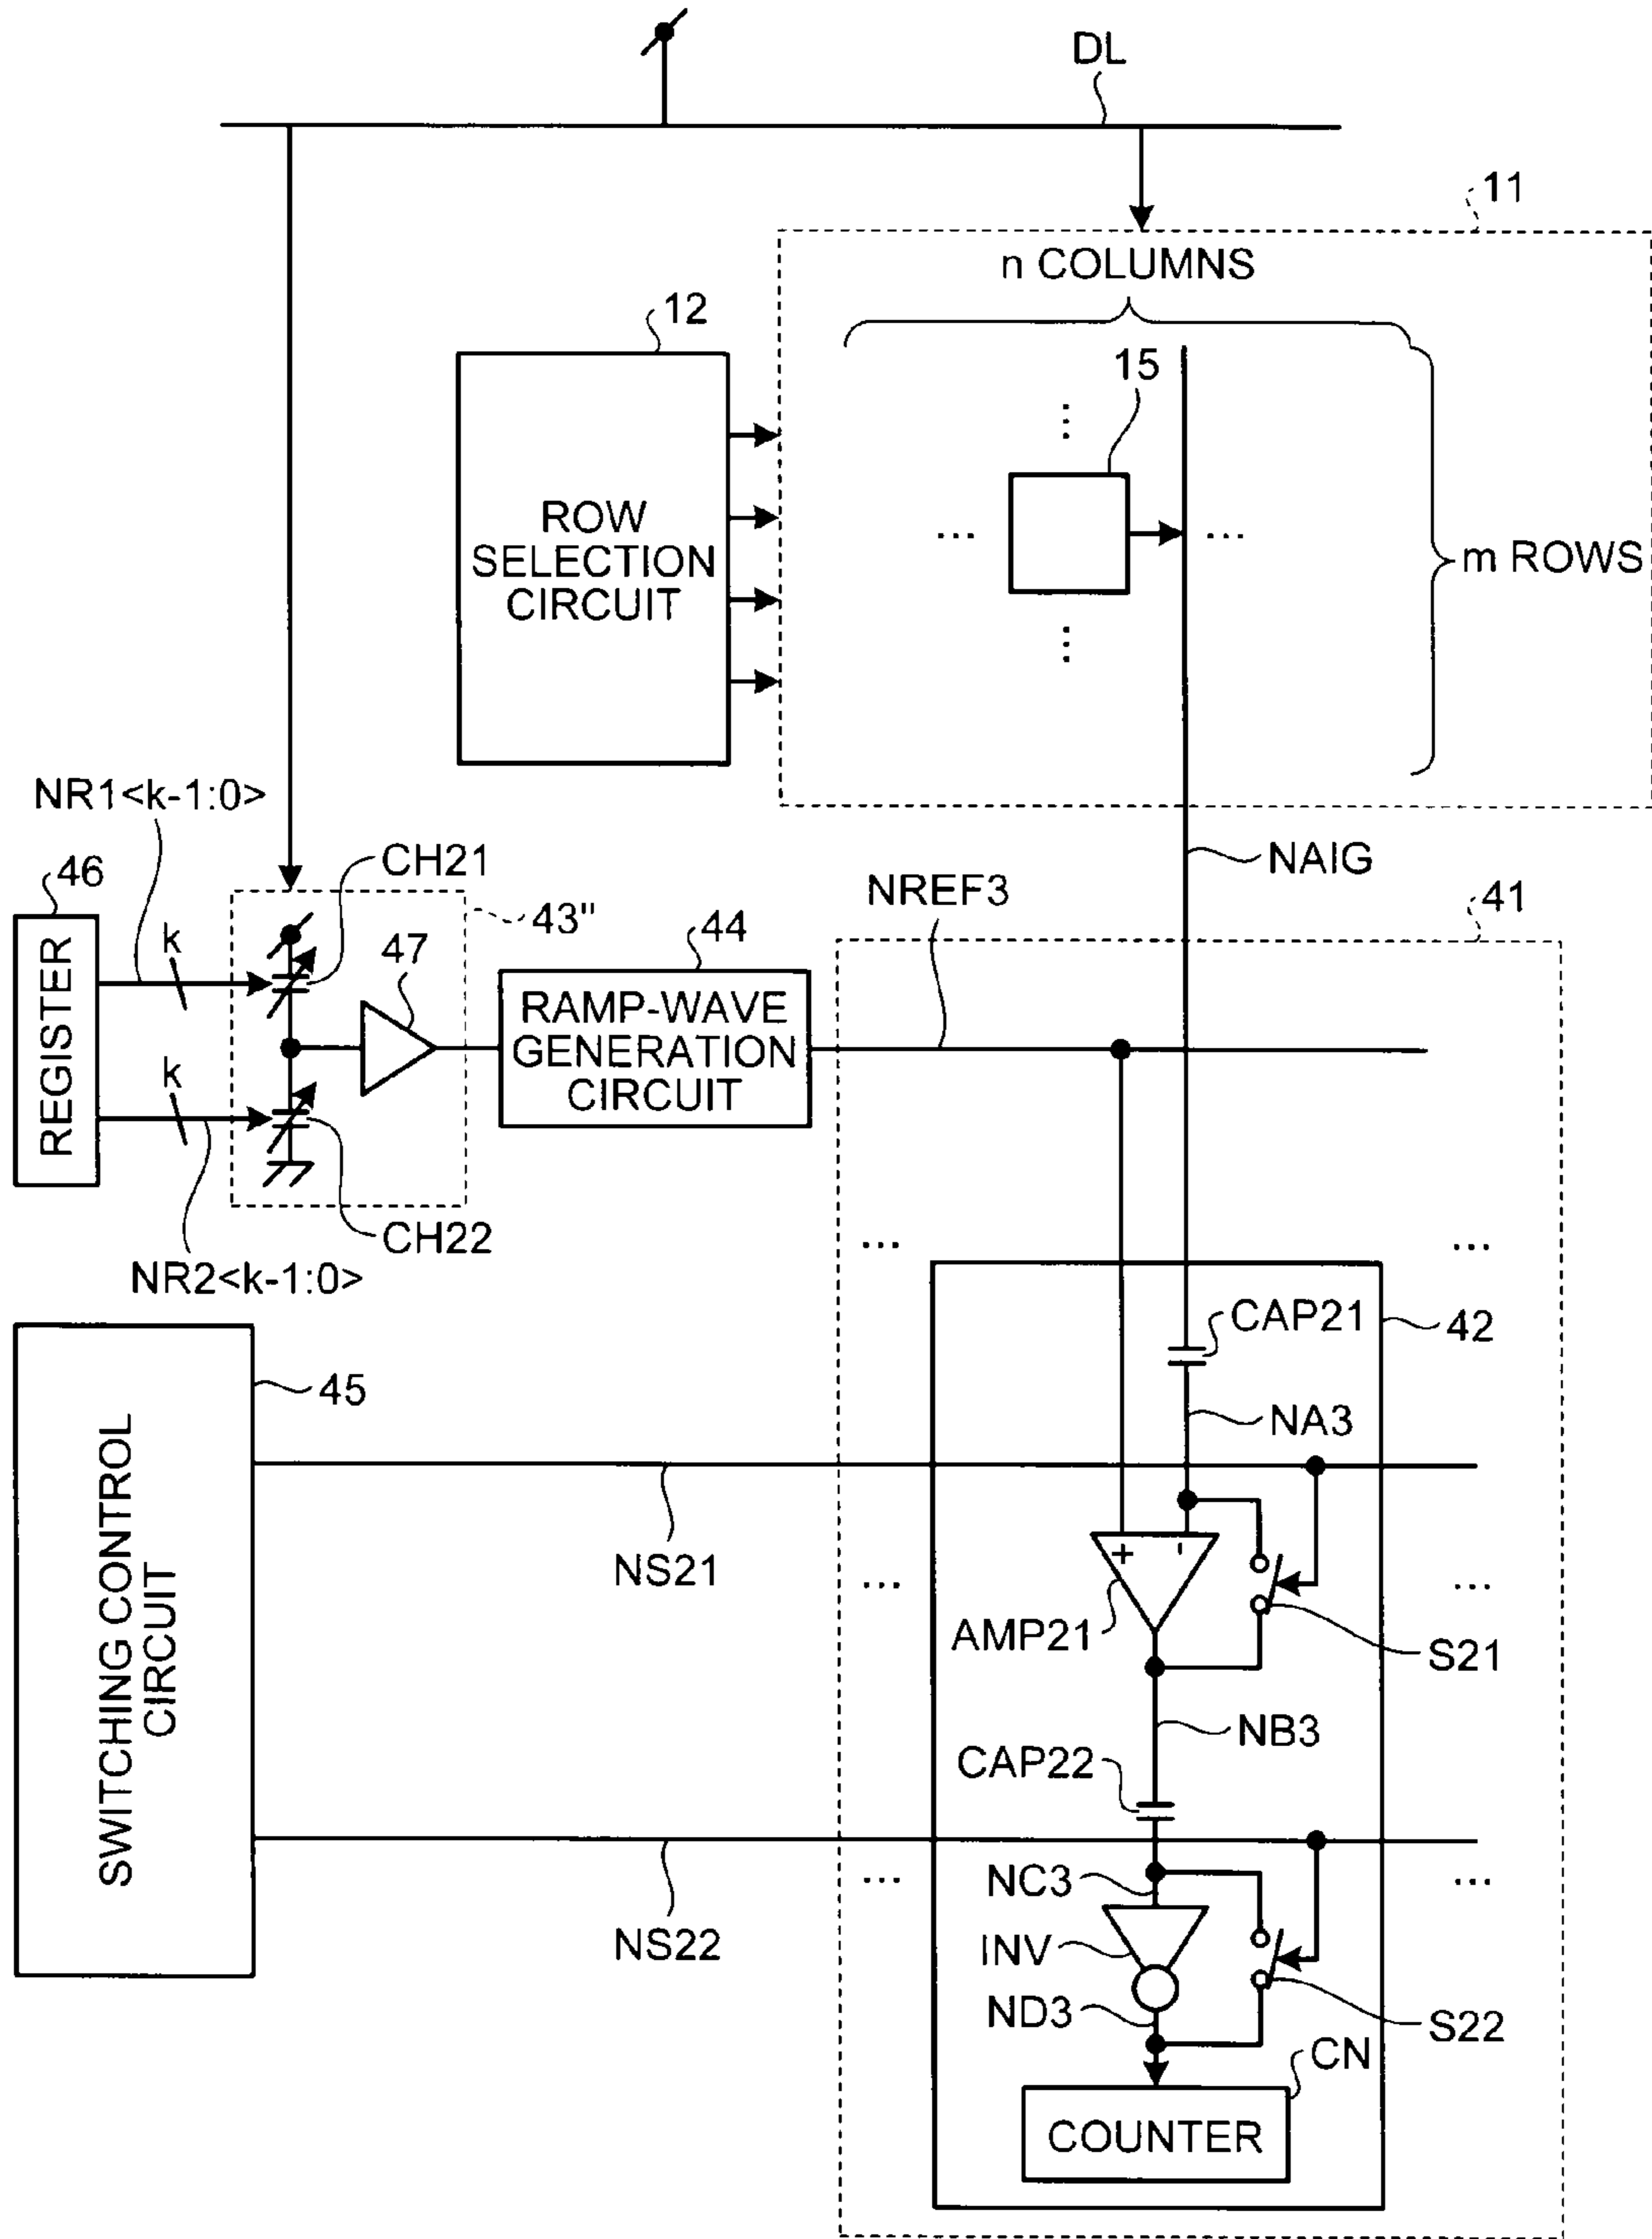 DL
11
n COLUMNS
12
15
...
ROW
SELECTION
CIRCUIT
...
...
m ROWS
...
NR1<k-1:0>
CH21
NAIG
46
NREF3
41
43"
k
47
44
REGISTER
RAMP-WAVE
GENERATION
CIRCUIT
k
CH22
NR2<k-1:0>
...
...
CAP21
42
45
NA3
SWITCHING CONTROL
CIRCUIT
NS21
+
-
...
...
AMP21
S21
NB3
CAP22
NC3
...
...
NS22
INV
ND3
S22
CN
COUNTER